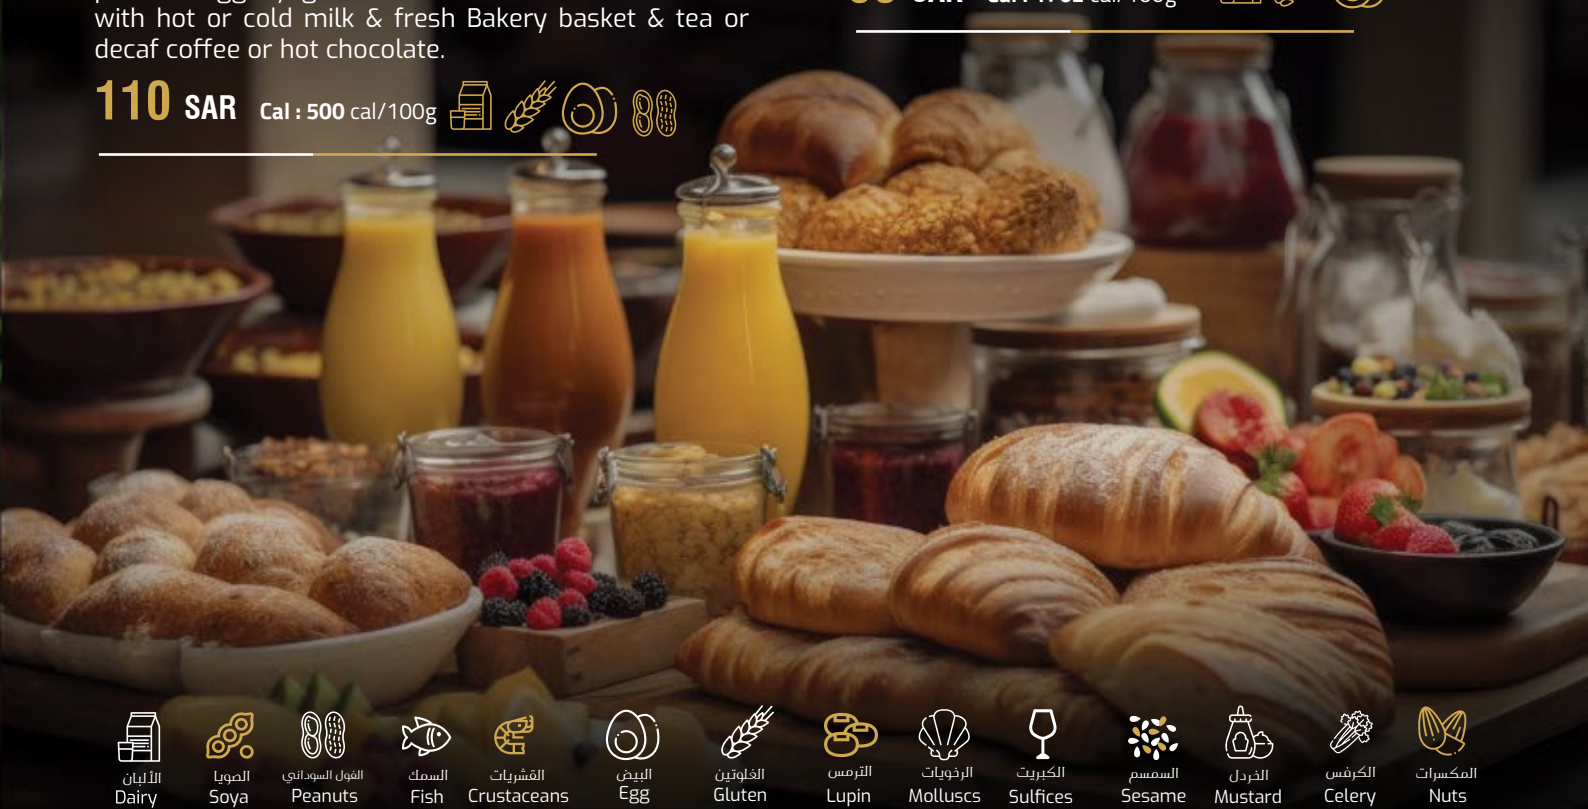 with hot or cold milk & fresh Bakery basket & tea or
decaf coffee or hot chocolate.
110 SAR Cal : 500 cal/100g
SAR
الألبان
Dairy
الصويا
Soya
الفول السوداني
Peanuts
السمك
Fish
القشريات
Crustaceans
البيض
Egg
الغلوتين
Gluten
الترمس
Lupin
الرخويات
Molluscs
الكبريت
Sulfices
السمسم
Sesame
الخردل
Mustard
الكرفس
Celery
المكسرات
Nuts